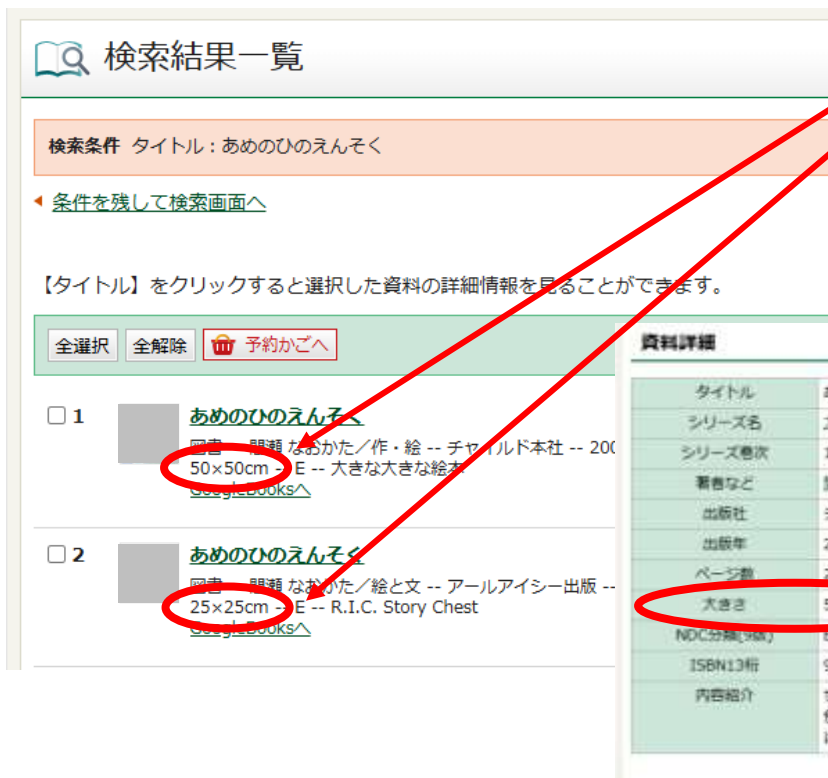 検索結果一覧
検索条件 タイトル：あめのひのえんそく
条件を残して検索画面へ
【タイトル】をクリックすると選択した資料の詳細情報を見ることができます。
全選択 全解除 予約かごへ
1 あめのひのえんそく
図書 -- 間瀬 なおかた／作・絵 -- チャイルド本社 -- 200
50×50cm -- E -- 大きな大きな絵本
GoogleBooksへ
2 あめのひのえんそく
図書 -- 間瀬 なおかた／絵と文 -- アールアイシー出版 --
25×25cm -- E -- R.I.C. Story Chest
GoogleBooksへ
資料詳細
タイトル
シリーズ名
シリーズ巻次
著者など
出版社
出版年
ページ数
大きさ
NDC分類(9版)
ISBN13桁
内容紹介